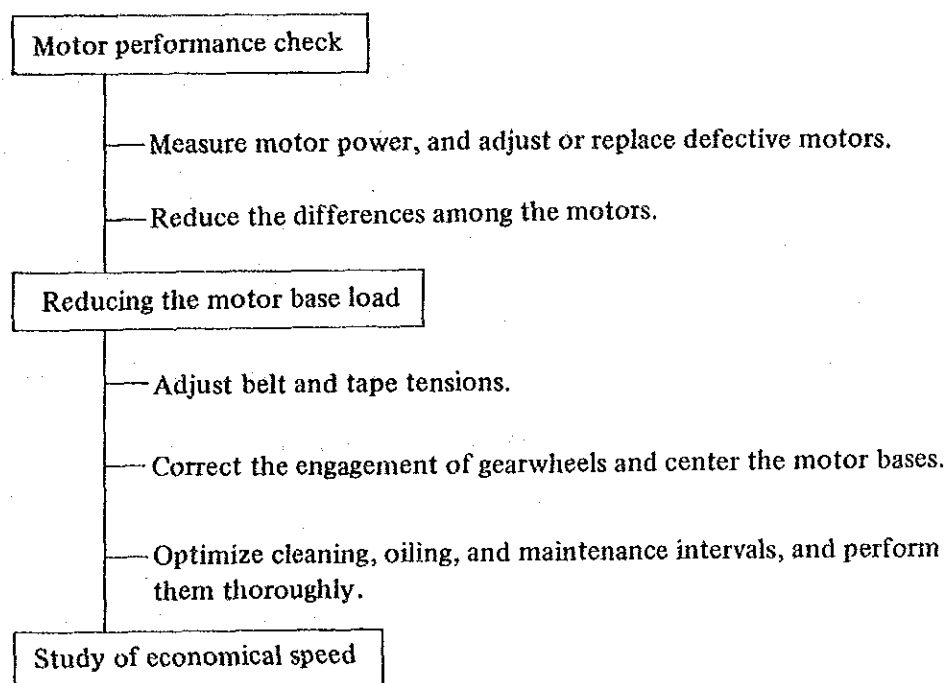 Motor performance check
Measure motor power, and adjust or replace defective motors.
Reduce the differences among the motors.
Reducing the motor base load
Adjust belt and tape tensions.
Correct the engagement of gearwheels and center the motor bases.
Optimize cleaning, oiling, and maintenance intervals, and perform
them thoroughly.
Study of economical speed